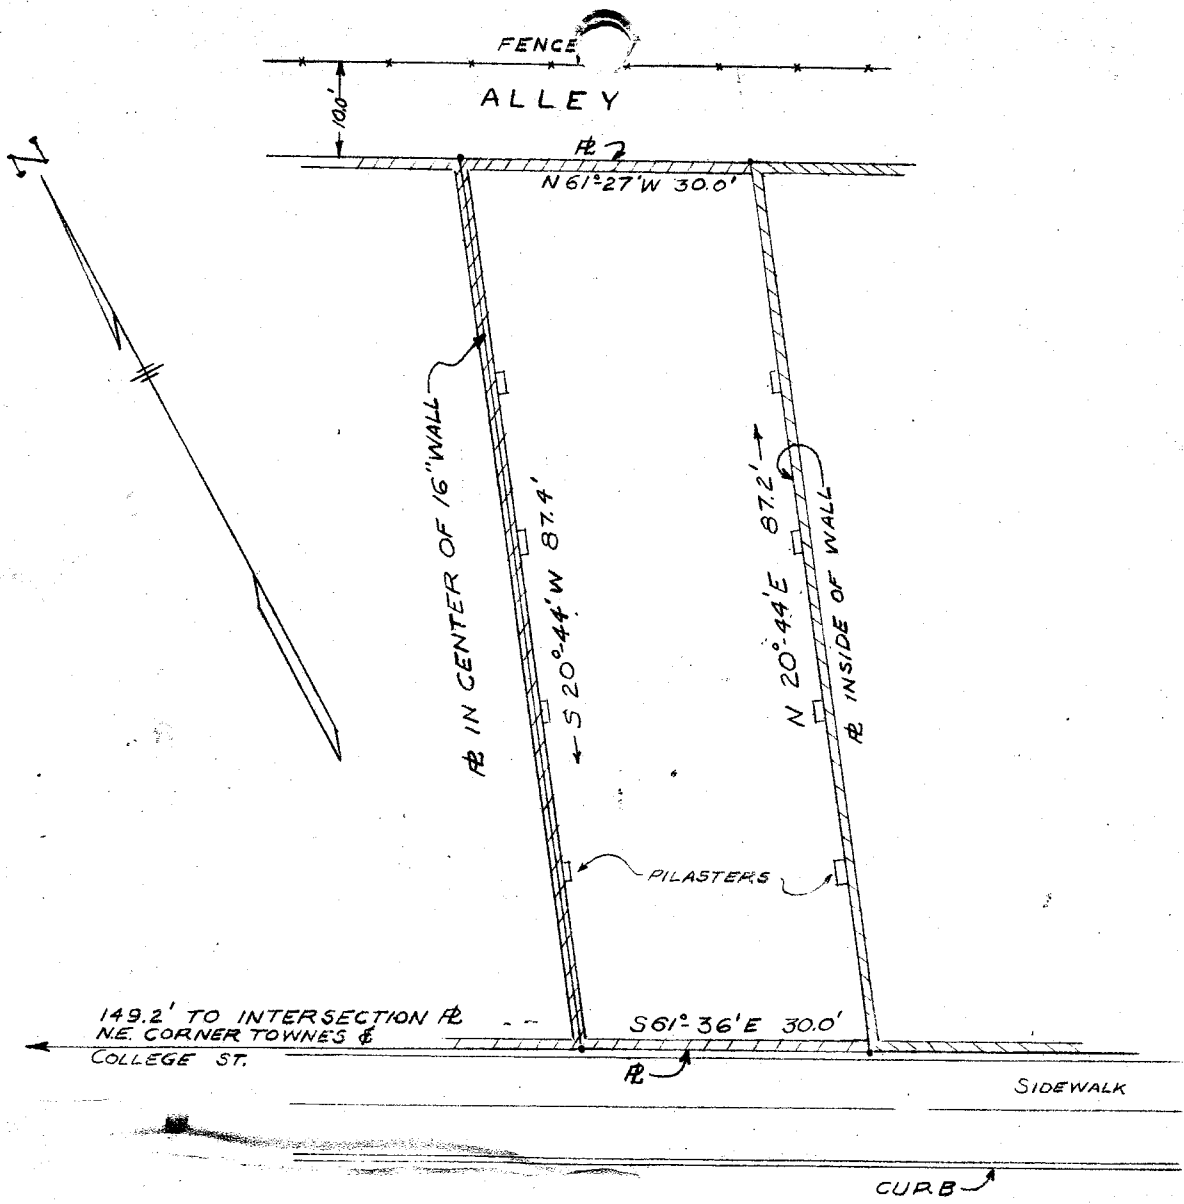 FENCE
ALLEY
10.0'
N
PL
N 61°-27'W 30.0'
PL IN CENTER OF 16" WALL
S 20°-44'W 87.4'
N 20°-44'E 87.2'
PL INSIDE OF WALL
PILASTERS
149.2' TO INTERSECTION PL
N.E. CORNER TOWNES &
COLLEGE ST.
S 61°-36'E 30.0'
PL
SIDEWALK
CURB